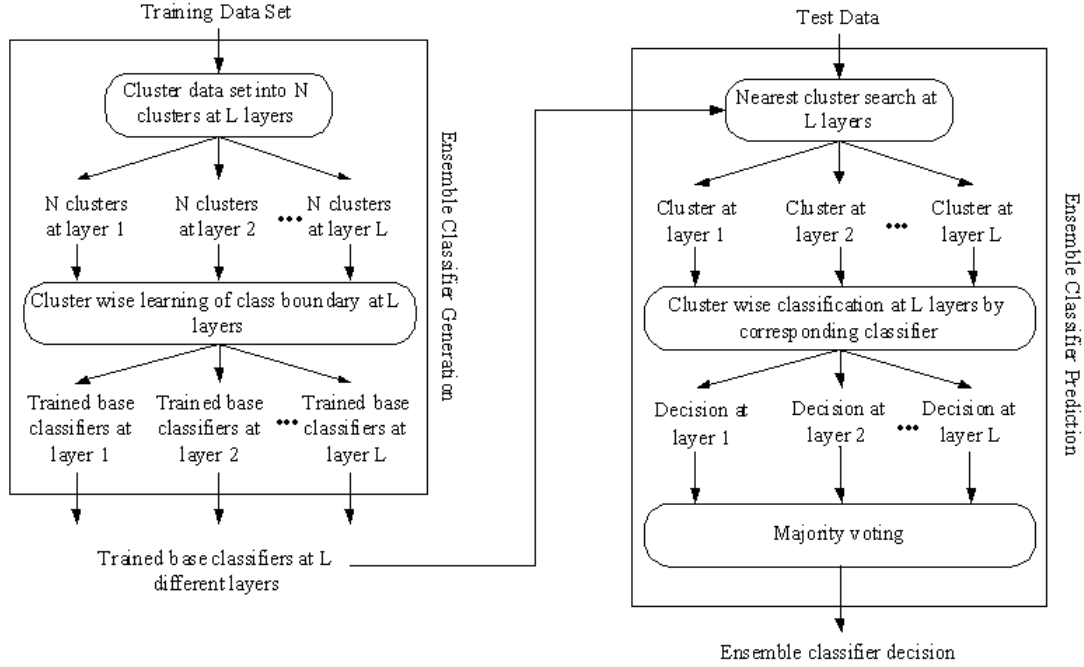 Training Data Set
Cluster data set into N
clusters at L layers
N clusters
at layer 1
N clusters
at layer 2
•••
N clusters
at layer L
Cluster wise learning of class boundary at L
layers
Trained base
classifiers at
layer 1
Trained base
classifiers at
layer 2
•••
Trained base
classifiers at
layer L
Ensemble Classifier Generation
Trained base classifiers at L
different layers
Test Data
Nearest cluster search at
L layers
Cluster at
layer 1
Cluster at
layer 2
•••
Cluster at
layer L
Cluster wise classification at L layers by
corresponding classifier
Decision at
layer 1
Decision at
layer 2
•••
Decision at
layer L
Majority voting
Ensemble Classifier Prediction
Ensemble classifier decision